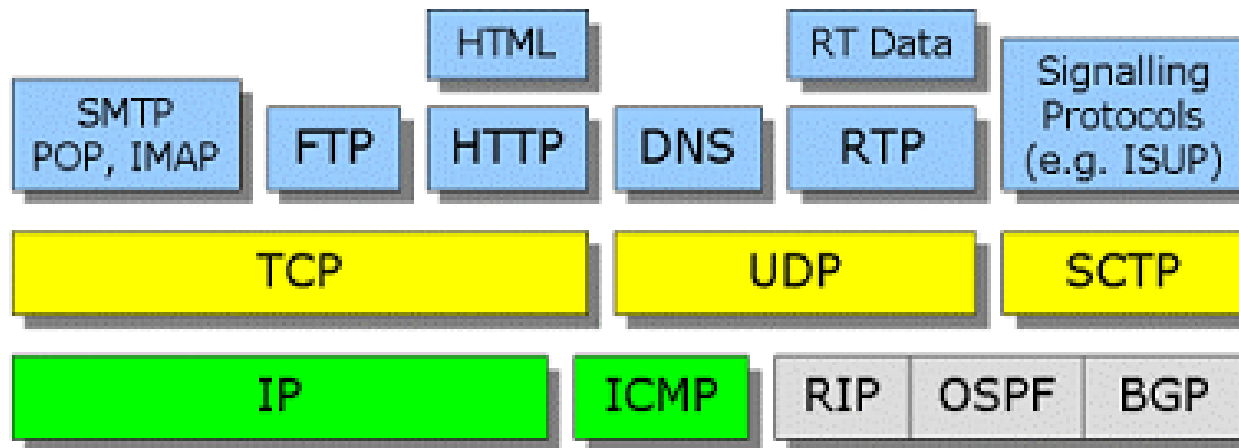 HTML
RT Data
SMTP
POP, IMAP
FTP
HTTP
DNS
RTP
Signalling
Protocols
(e.g. ISUP)
TCP
UDP
SCTP
IP
ICMP
RIP
OSPF
BGP